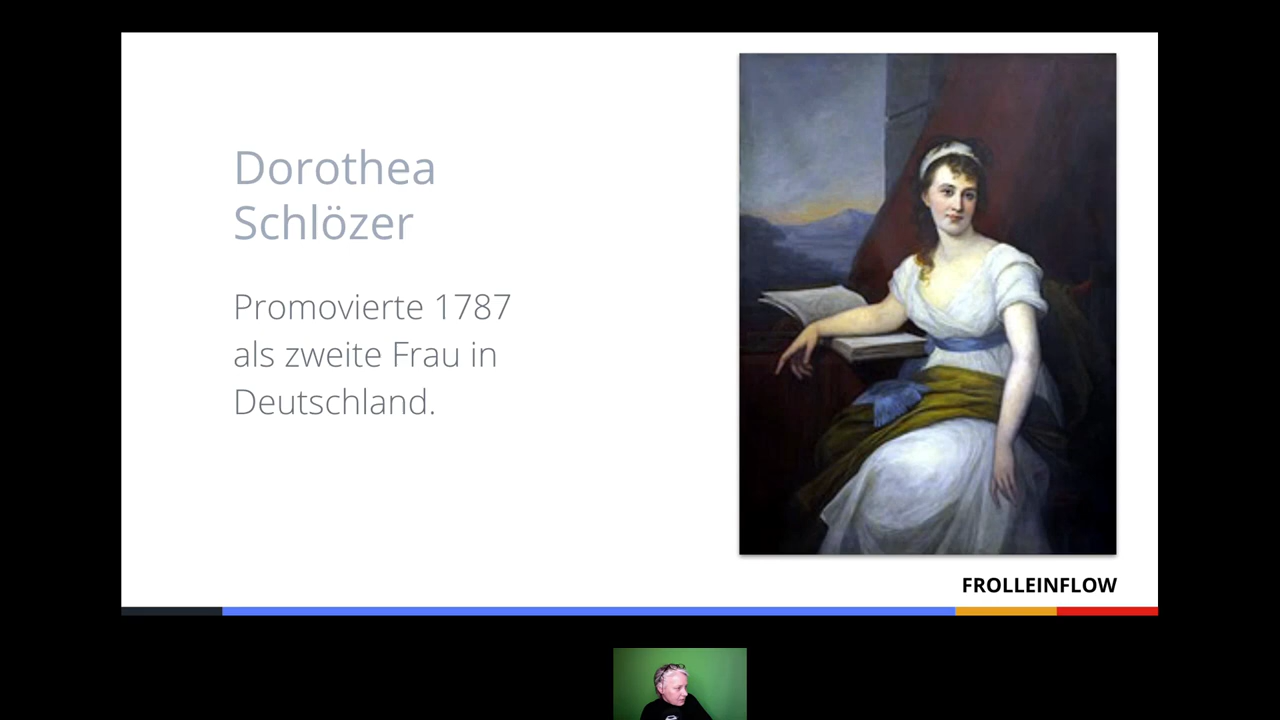 Dorothea
Schlözer
Promovierte 1787
als zweite Frau in
Deutschland.
FROLLEINFLOW